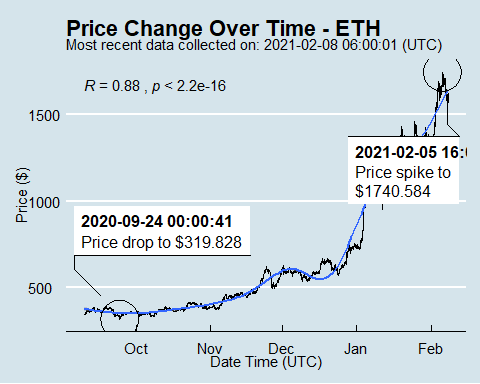 Price Change Over Time - ETH
Most recent data collected on: 2021-02-08 06:00:01 (UTC)
R = 0.88 , p < 2.2e-16
1500
2021-02-05 16:
Price spike to
$1740.584
Price ($)
1000
2020-09-24 00:00:41
Price drop to $319.828
500
Oct Nov Dec Jan Feb
Date Time (UTC)